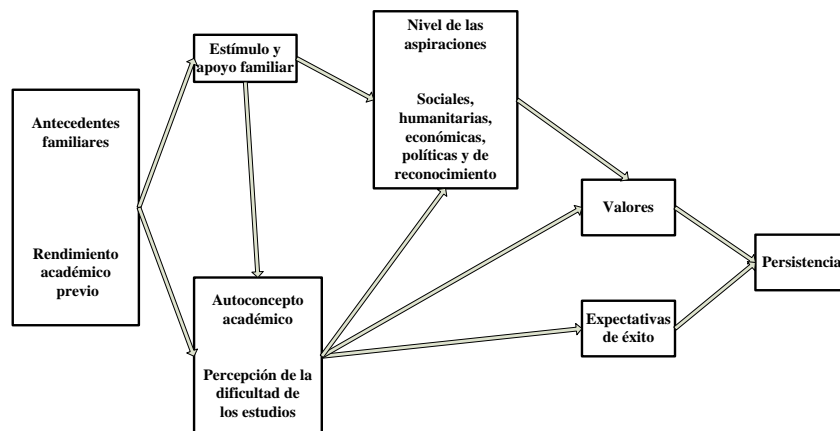 Antecedentes
familiares
Rendimiento
académico
previo
Estímulo y
apoyo familiar
Autoconcepto
académico
Percepción de la
dificultad de
los estudios
Nivel de las
aspiraciones
Sociales,
humanitarias,
económicas,
políticas y de
reconocimiento
Valores
Expectativas
de éxito
Persistencia